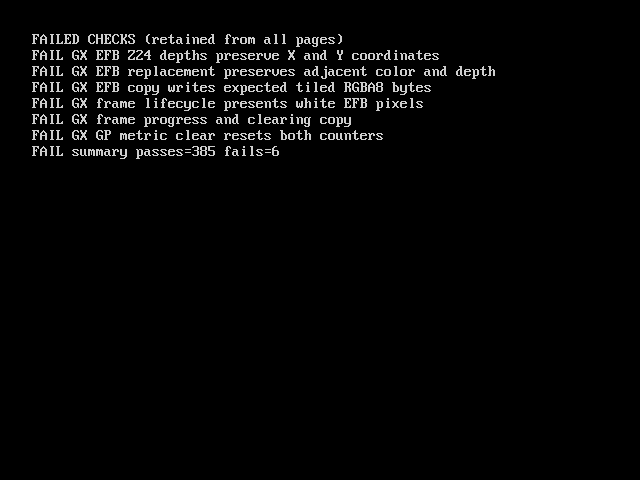 FAILED CHECKS (retained from all pages)
FAIL GX EFB Z24 depths preserve X and Y coordinates
FAIL GX EFB replacement preserves adjacent color and depth
FAIL GX EFB copy writes expected tiled RGBA8 bytes
FAIL GX frame lifecycle presents white EFB pixels
FAIL GX frame progress and clearing copy
FAIL GX GP metric clear resets both counters
FAIL summary passes=385 fails=6